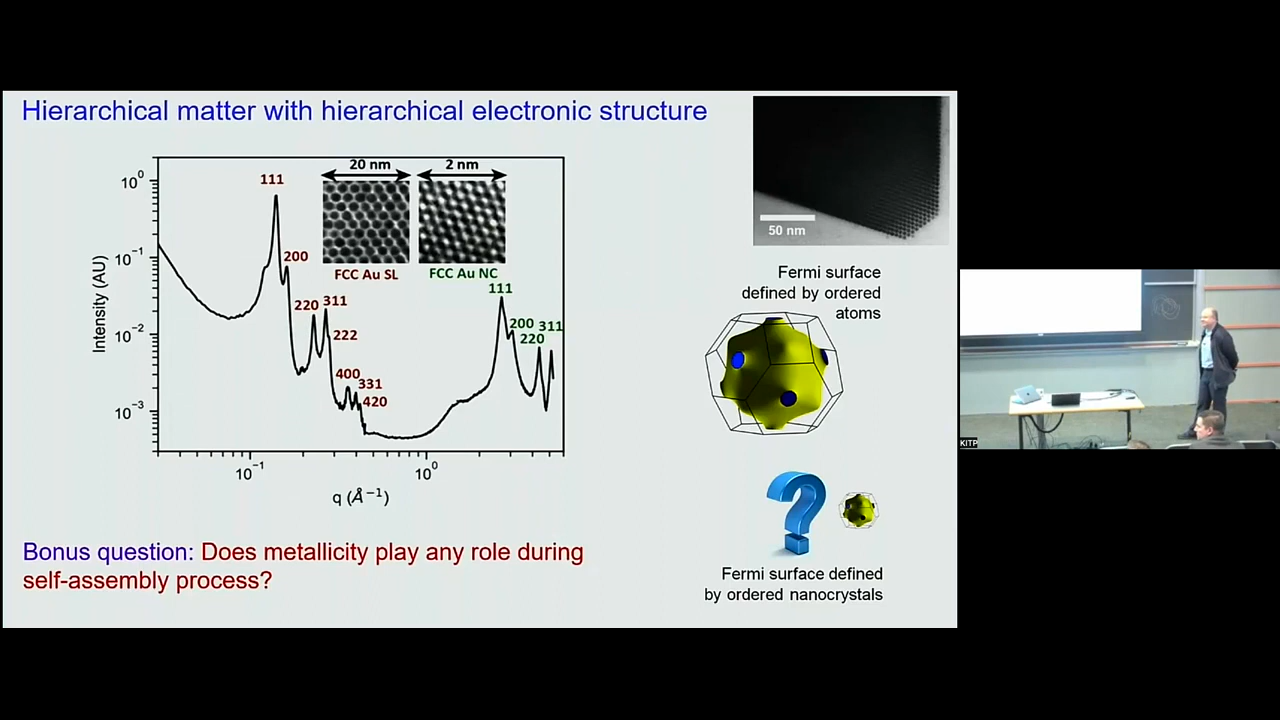 Hierarchical matter with hierarchical electronic structure
20 nm
2 nm
FCC Au SL
FCC Au NC
111
200
220
311
222
400
331
420
111
200
220
311
10⁰
10⁻¹
10⁻²
10⁻³
Intensity (AU)
10⁻¹
10⁰
q (Å⁻¹)
50 nm
Fermi surface
defined by ordered
atoms
?
Fermi surface defined
by ordered nanocrystals
Bonus question: Does metallicity play any role during
self-assembly process?
KITP